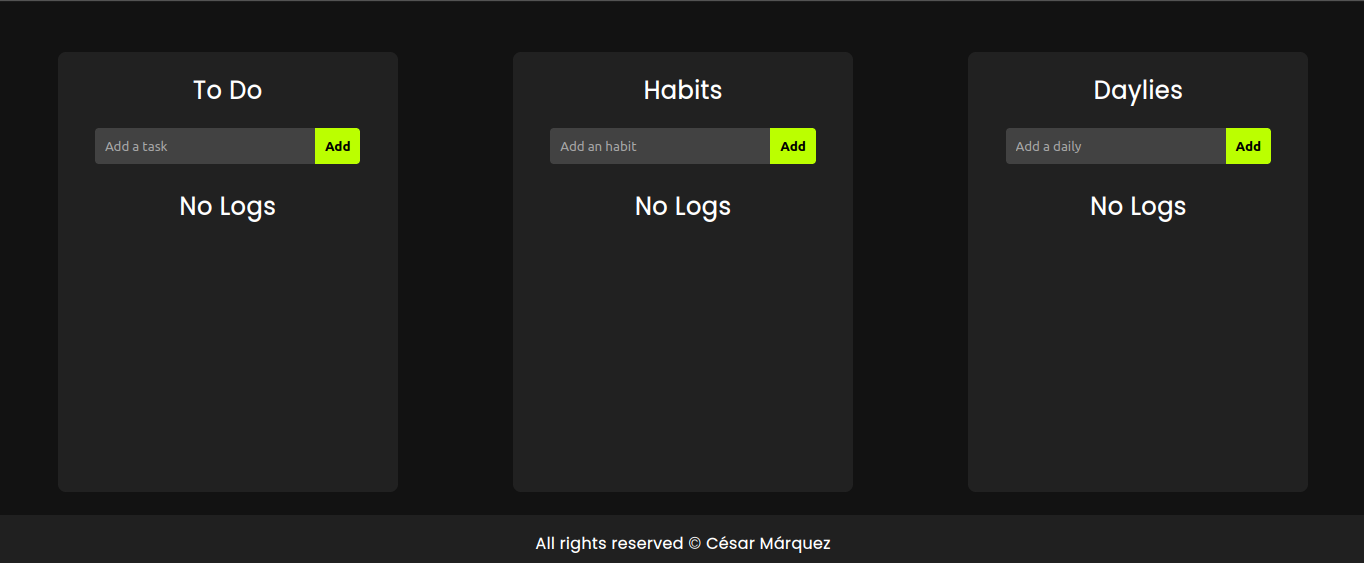 To Do
Add a task
Add
No Logs
Habits
Add an habit
Add
No Logs
Daylies
Add a daily
Add
No Logs
All rights reserved © César Márquez